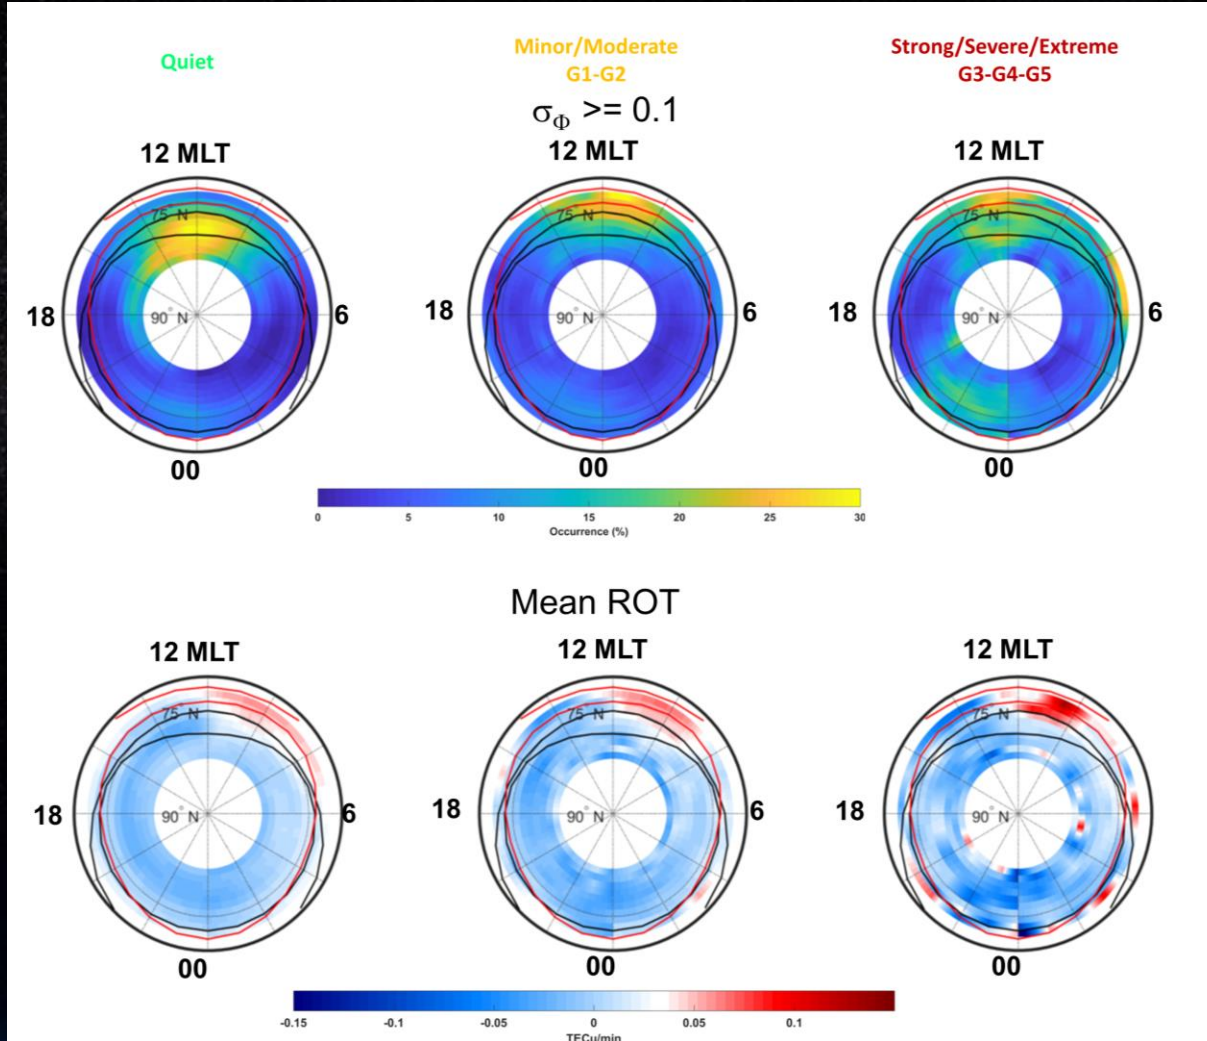 Quiet
Minor/Moderate
G1-G2
Strong/Severe/Extreme
G3-G4-G5
σΦ >= 0.1
12 MLT
12 MLT
12 MLT
75° N
75° N
75° N
18
90° N
6
18
90° N
6
18
90° N
6
00
00
00
0 5 10 15 20 25 30
Occurrence (%)
Mean ROT
12 MLT
12 MLT
12 MLT
75° N
75° N
75° N
18
90° N
6
18
90° N
6
18
90° N
6
00
00
00
-0.15 -0.1 -0.05 0 0.05 0.1
TECu/min